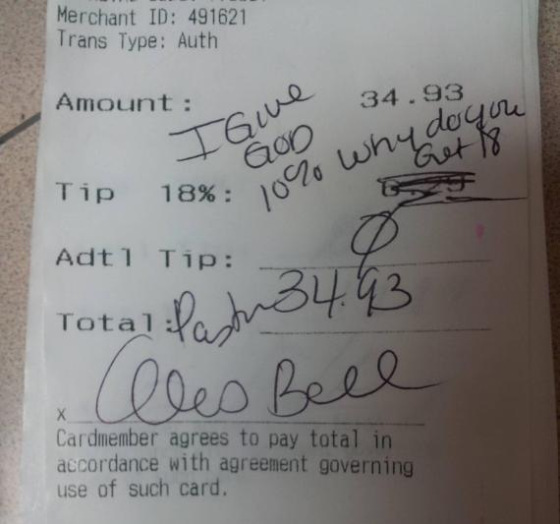 Merchant ID: 491621
Trans Type: Auth
Amount: 34.93
I Give
GOD
10% Why do you
Get 18
Tip 18%:
Adtl Tip: 0
Total: Pastor 34.93
Bell
x
Cardmember agrees to pay total in
accordance with agreement governing
use of such card.